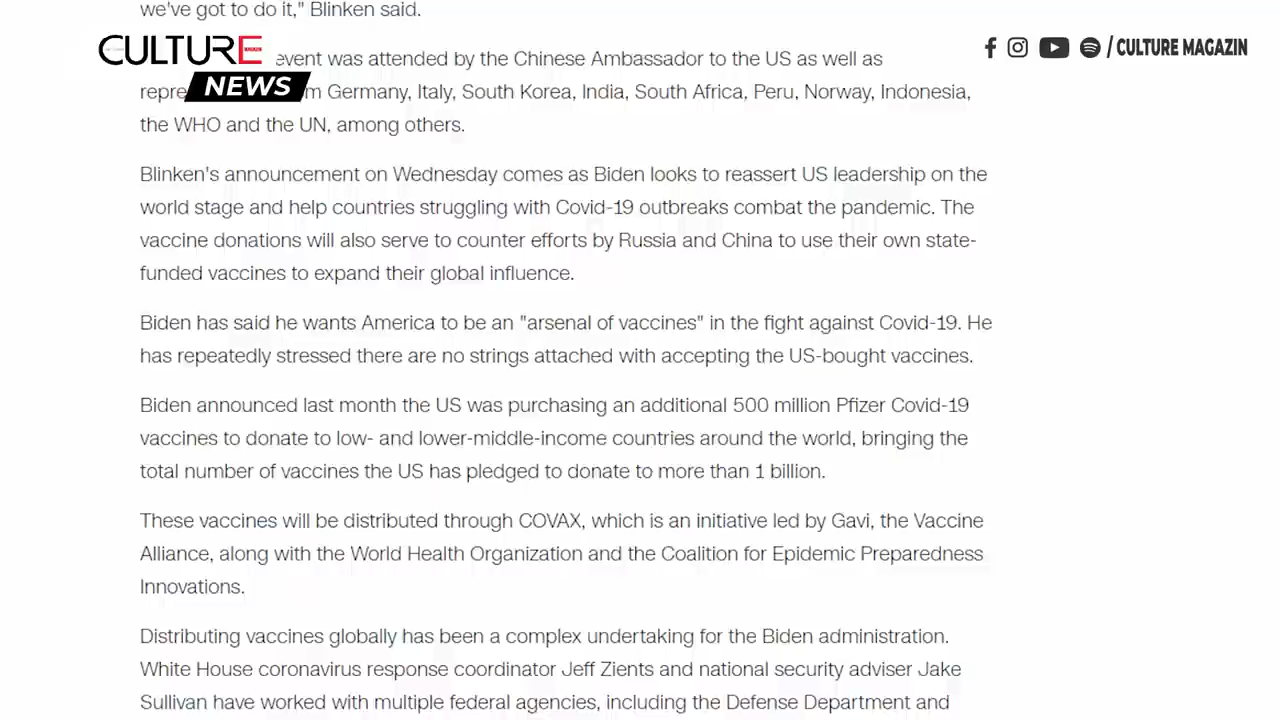 we've got to do it," Blinken said.
CULTURE
NEWS
/ CULTURE MAGAZIN
event was attended by the Chinese Ambassador to the US as well as
repre m Germany, Italy, South Korea, India, South Africa, Peru, Norway, Indonesia,
the WHO and the UN, among others.
Blinken's announcement on Wednesday comes as Biden looks to reassert US leadership on the
world stage and help countries struggling with Covid-19 outbreaks combat the pandemic. The
vaccine donations will also serve to counter efforts by Russia and China to use their own state-
funded vaccines to expand their global influence.
Biden has said he wants America to be an "arsenal of vaccines" in the fight against Covid-19. He
has repeatedly stressed there are no strings attached with accepting the US-bought vaccines.
Biden announced last month the US was purchasing an additional 500 million Pfizer Covid-19
vaccines to donate to low- and lower-middle-income countries around the world, bringing the
total number of vaccines the US has pledged to donate to more than 1 billion.
These vaccines will be distributed through COVAX, which is an initiative led by Gavi, the Vaccine
Alliance, along with the World Health Organization and the Coalition for Epidemic Preparedness
Innovations.
Distributing vaccines globally has been a complex undertaking for the Biden administration.
White House coronavirus response coordinator Jeff Zients and national security adviser Jake
Sullivan have worked with multiple federal agencies, including the Defense Department and